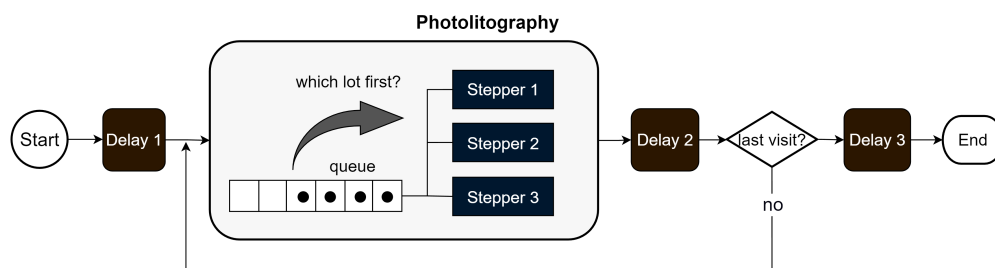 Photolitography
which lot first?
Stepper 1
Start
Delay 1
Stepper 2
Delay 2
last visit?
Delay 3
End
queue
Stepper 3
no